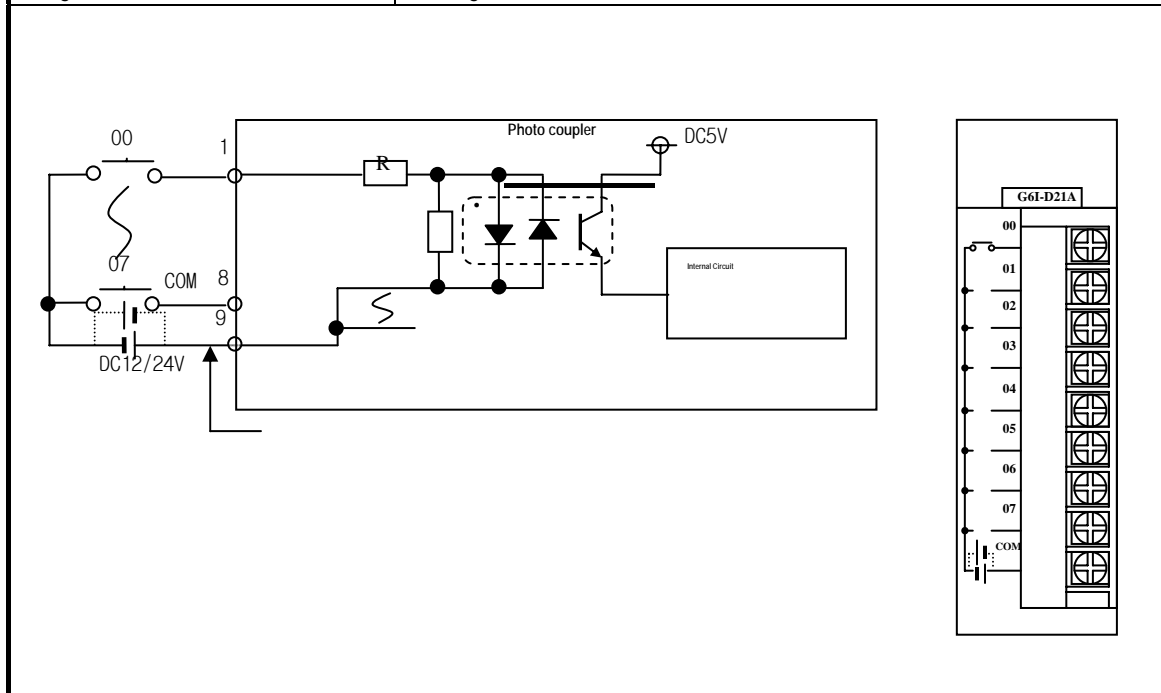 Photo coupler
DC5V
00
1
R
Internal Circuit
07
COM
8
9
DC12/24V
G6I-D21A
00
01
02
03
04
05
06
07
COM